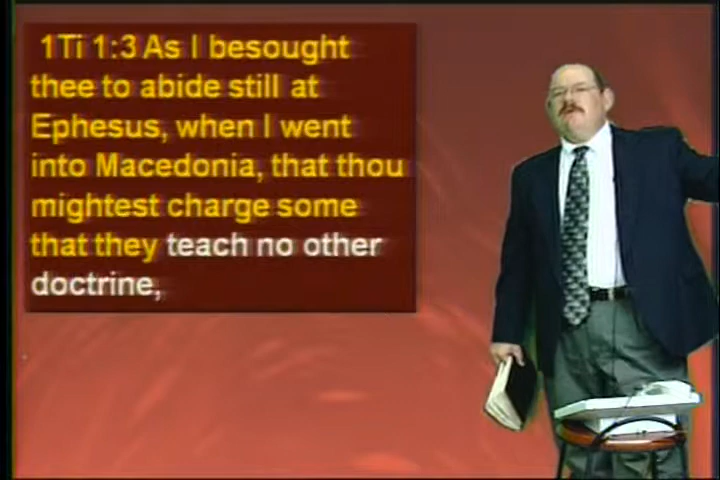 1Ti 1:3 As I besought
thee to abide still at
Ephesus, when I went
into Macedonia, that thou
mightest charge some
that they teach no other
doctrine,